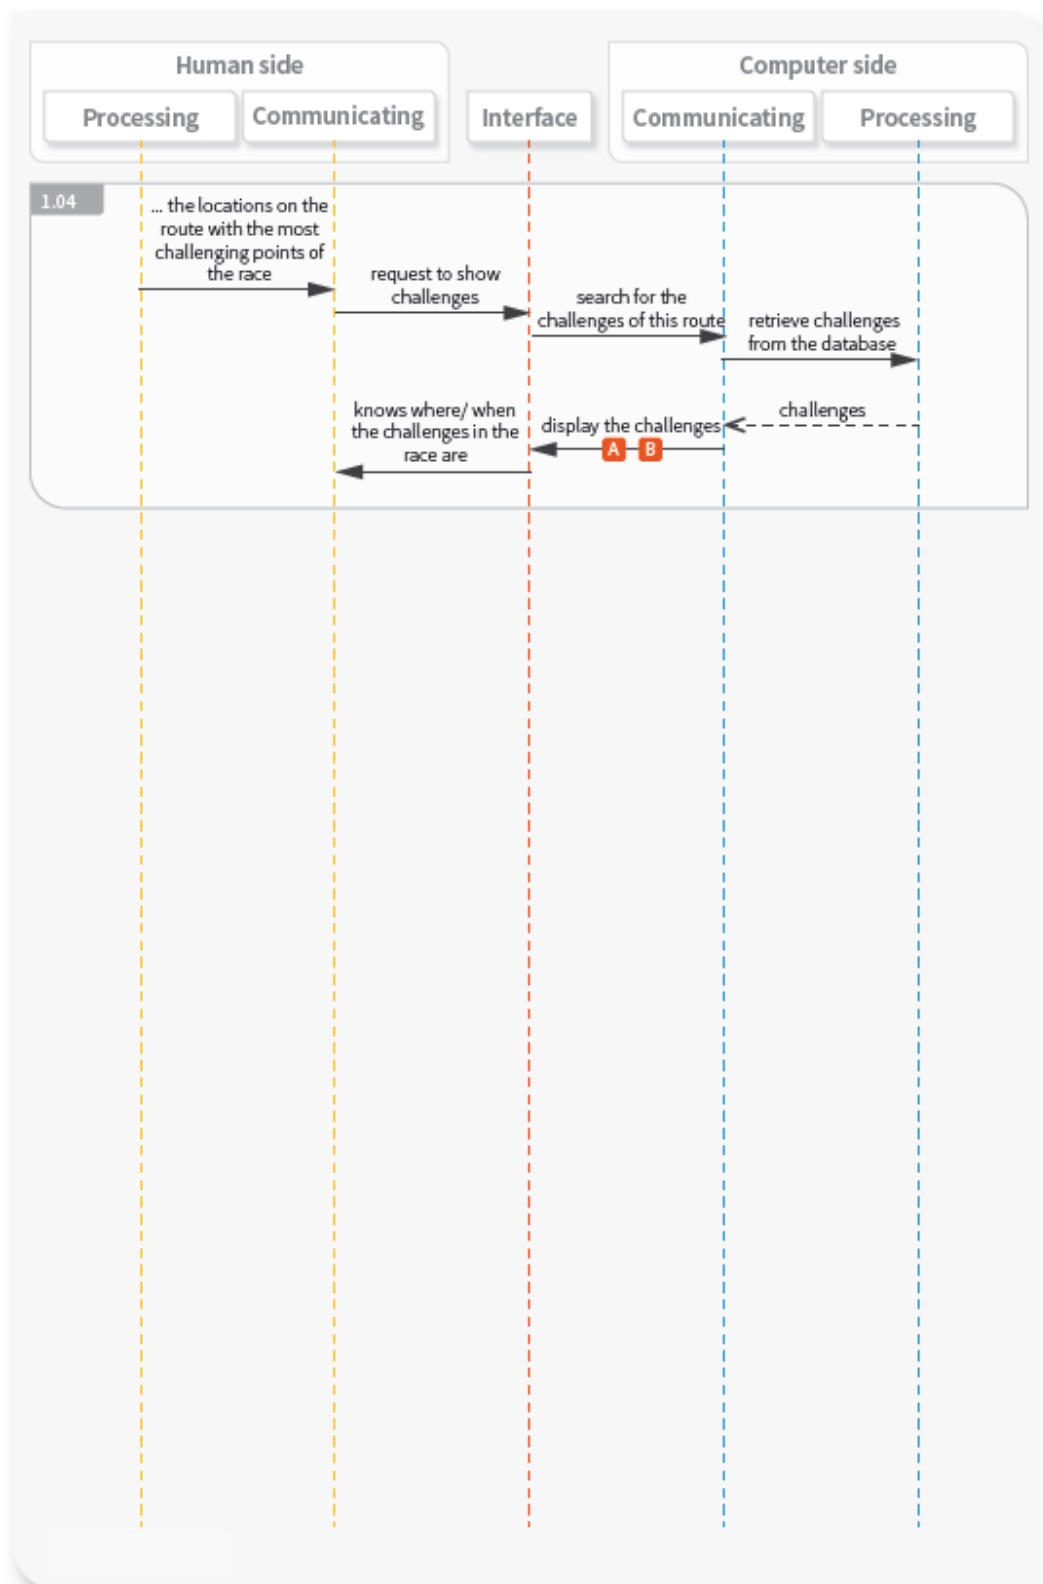 Human side
Computer side
Processing
Communicating
Interface
Communicating
Processing
1.04
... the locations on the
route with the most
challenging points of
the race
request to show
challenges
search for the
challenges of this route
retrieve challenges
from the database
knows where/ when
the challenges in the
race are
display the challenges
A B
challenges